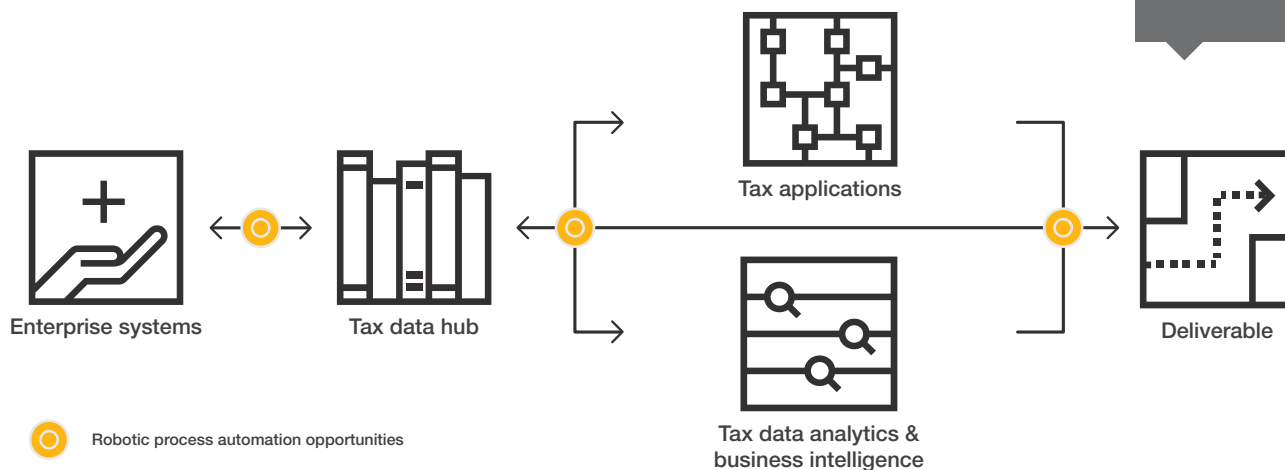 Tax applications
Enterprise systems
Tax data hub
Deliverable
Robotic process automation opportunities
Tax data analytics &
business intelligence